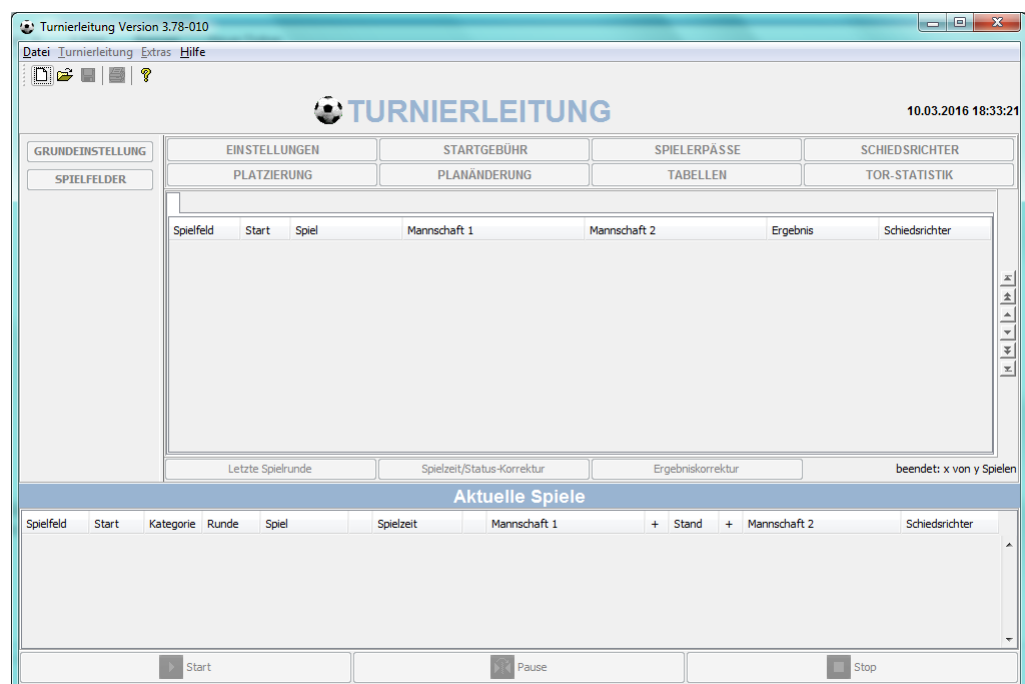 Turnierleitung Version 3.78-010
Datei Turnierleitung Extras Hilfe
TURNIERLEITUNG
10.03.2016 18:33:21
GRUNDEINSTELLUNG
SPIELFELDER
EINSTELLUNGEN STARTGEBÜHR SPIELERPÄSSE SCHIEDSRICHTER
PLATZIERUNG PLANÄNDERUNG TABELLEN TOR-STATISTIK
Spielfeld Start Spiel Mannschaft 1 Mannschaft 2 Ergebnis Schiedsrichter
Letzte Spielrunde Spielzeit/Status-Korrektur Ergebniskorrektur beendet: x von y Spielen
Aktuelle Spiele
Spielfeld Start Kategorie Runde Spiel Spielzeit Mannschaft 1 + Stand + Mannschaft 2 Schiedsrichter
Start Pause Stop